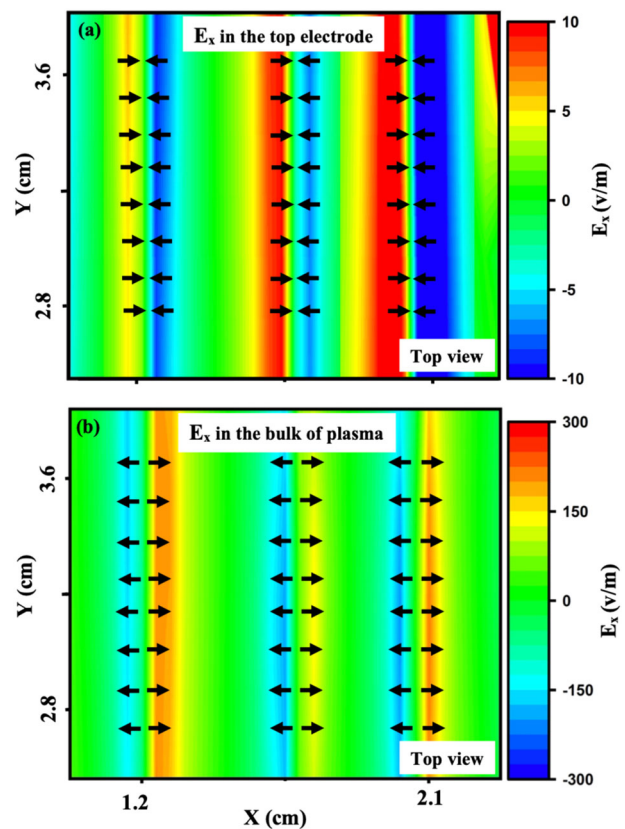 (a)
Eₓ in the top electrode
3.6
Y (cm)
2.8
Top view
10
5
0
-5
-10
Eₓ (v/m)
(b)
Eₓ in the bulk of plasma
3.6
Y (cm)
2.8
Top view
1.2
2.1
X (cm)
300
150
0
-150
-300
Eₓ (v/m)